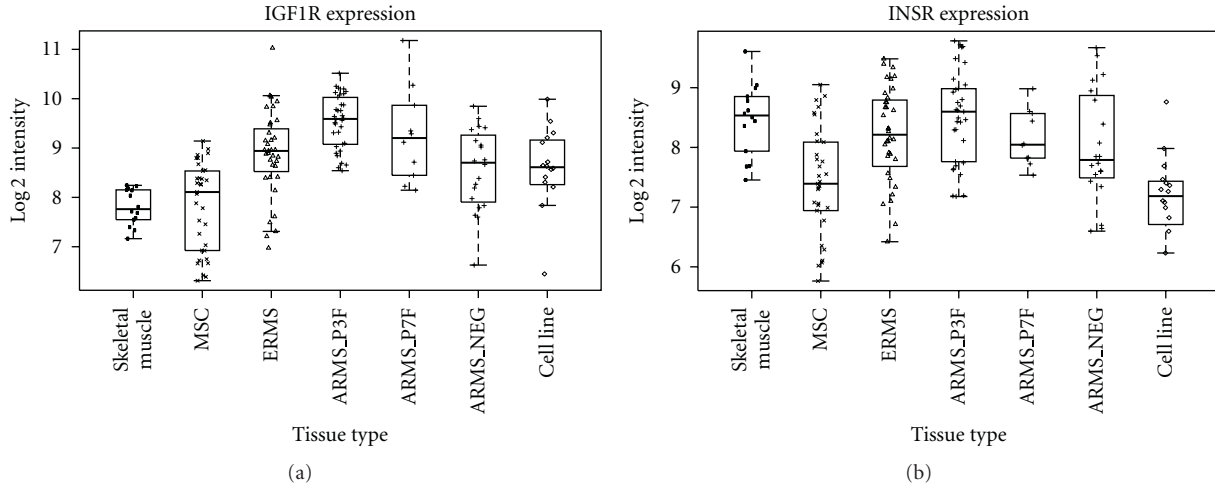 IGF1R expression
11
10
9
8
7
Log 2 intensity
Skeletal
muscle
MSC
ERMS
ARMS_P3F
ARMS_P7F
ARMS_NEG
Cell line
Tissue type
(a)
INSR expression
9
8
7
6
Log 2 intensity
Skeletal
muscle
MSC
ERMS
ARMS_P3F
ARMS_P7F
ARMS_NEG
Cell line
Tissue type
(b)